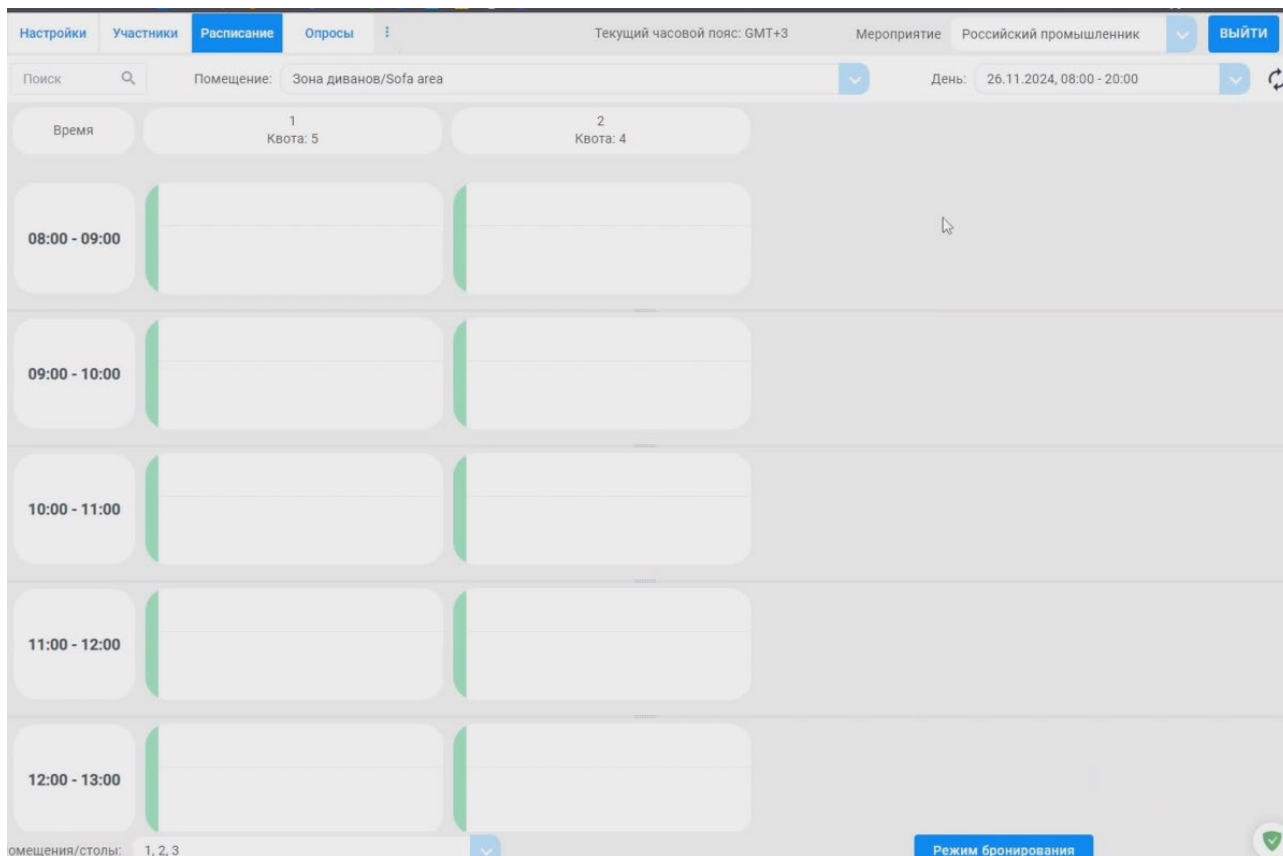 Настройки Участники Расписание Опросы Текущий часовой пояс: GMT+3 Мероприятие Российский промышленник ВЫЙТИ
Поиск Помещение: Зона диванов/Sofa area День: 26.11.2024, 08:00 - 20:00
Время 1 2
Квота: 5 Квота: 4
08:00 - 09:00
09:00 - 10:00
10:00 - 11:00
11:00 - 12:00
12:00 - 13:00
омещения/столы: 1, 2, 3 Режим бронирования